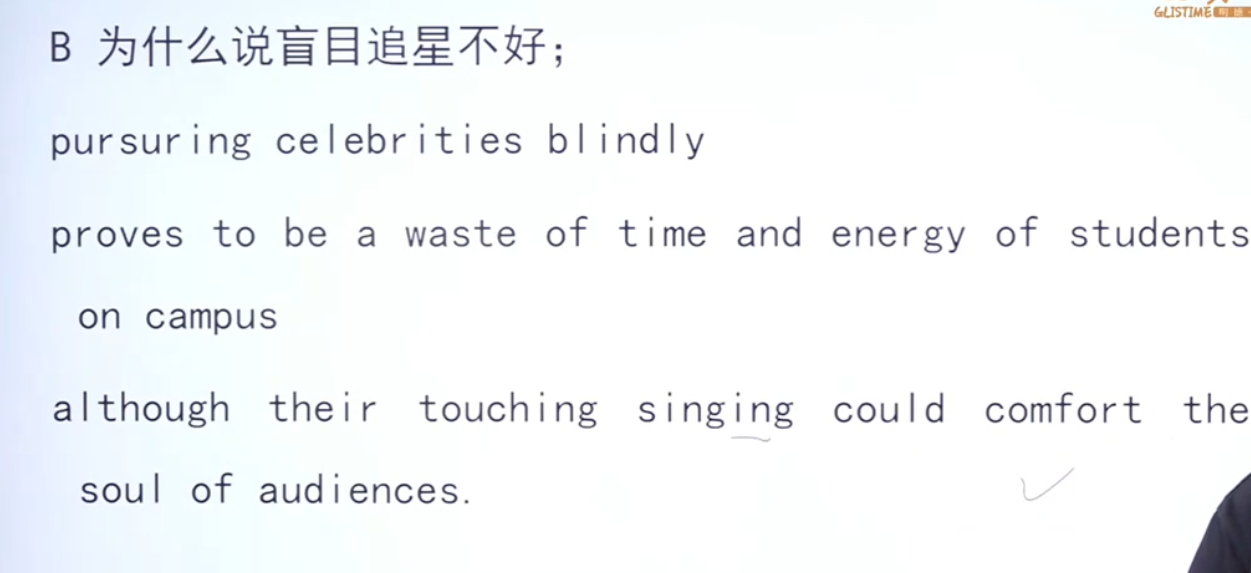 GLISTIME
B 为什么说盲目追星不好；
pursuring celebrities blindly
proves to be a waste of time and energy of students
on campus
although their touching singing could comfort the
soul of audiences.